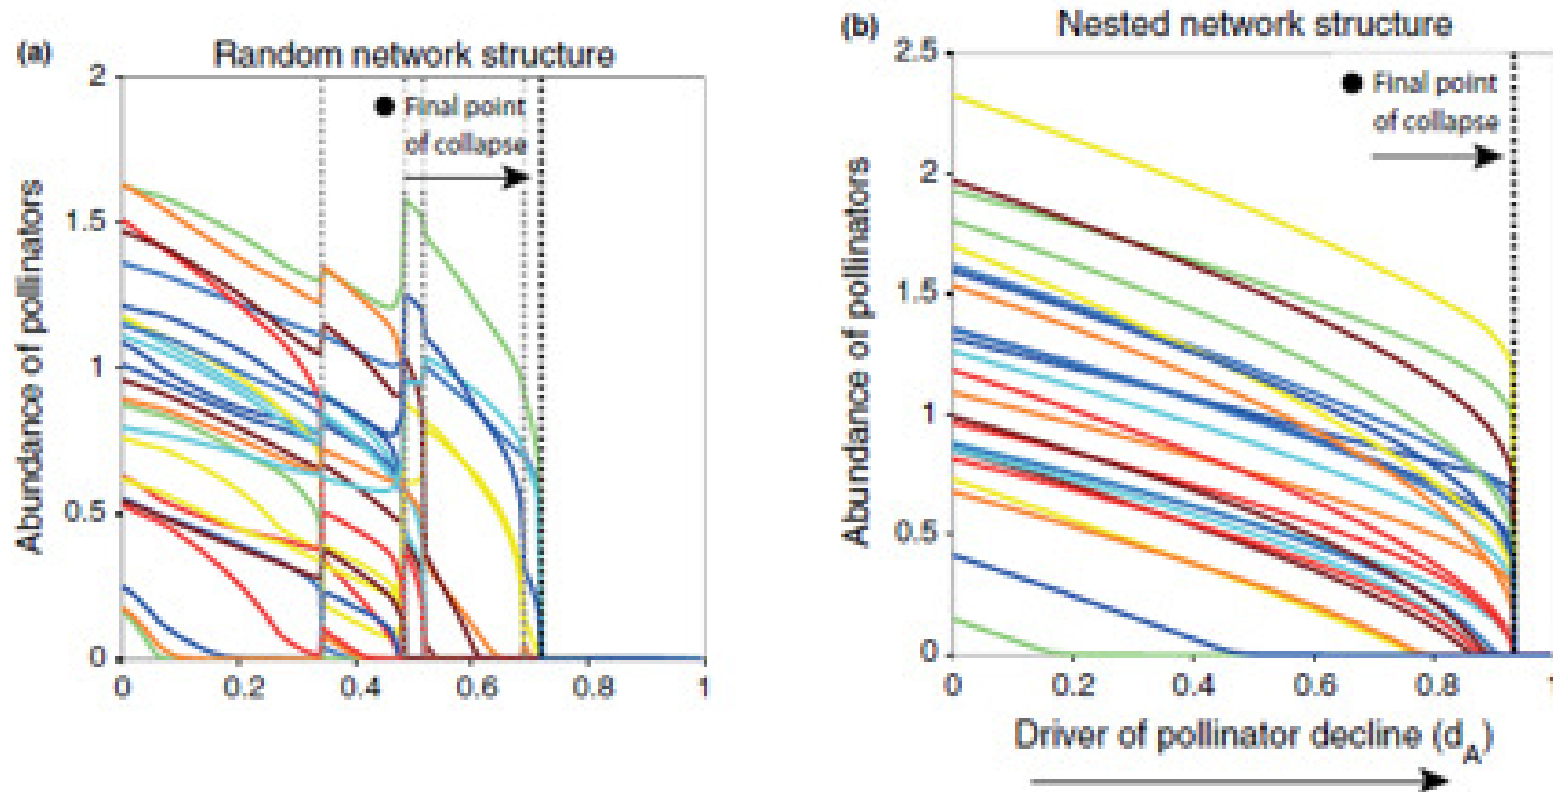 (a)
Random network structure
2
1.5
1
0.5
0
Abundance of pollinators
● Final point
of collapse
0 0.2 0.4 0.6 0.8 1
(b)
Nested network structure
2.5
2
1.5
1
0.5
0
Abundance of pollinators
● Final point
of collapse
0 0.2 0.4 0.6 0.8 1
Driver of pollinator decline (dA)